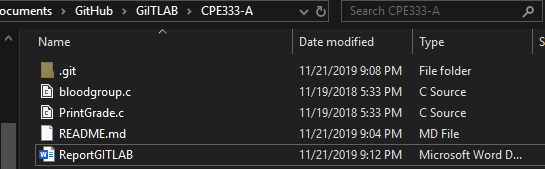 ocuments > GitHub > GilTLAB > CPE333-A
Search CPE333-A
Name Date modified Type
.git 11/21/2019 9:08 PM File folder
bloodgroup.c 11/19/2018 5:33 PM C Source
PrintGrade.c 11/19/2018 5:33 PM C Source
README.md 11/21/2019 9:04 PM MD File
ReportGITLAB 11/21/2019 9:12 PM Microsoft Word D...